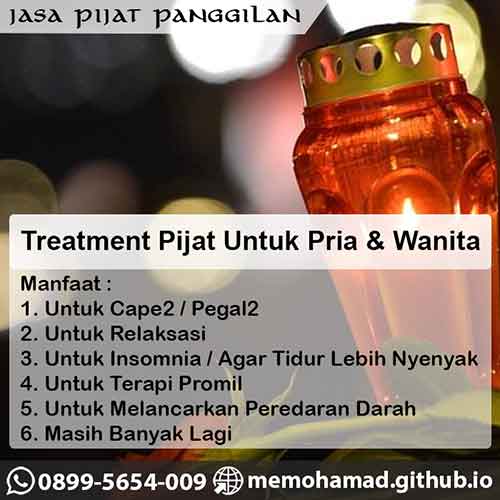 JASA PIJAT PANGGILAN
Treatment Pijat Untuk Pria & Wanita
Manfaat :
1. Untuk Cape2 / Pegal2
2. Untuk Relaksasi
3. Untuk Insomnia / Agar Tidur Lebih Nyenyak
4. Untuk Terapi Promil
5. Untuk Melancarkan Peredaran Darah
6. Masih Banyak Lagi
0899-5654-009 memohamad.github.io